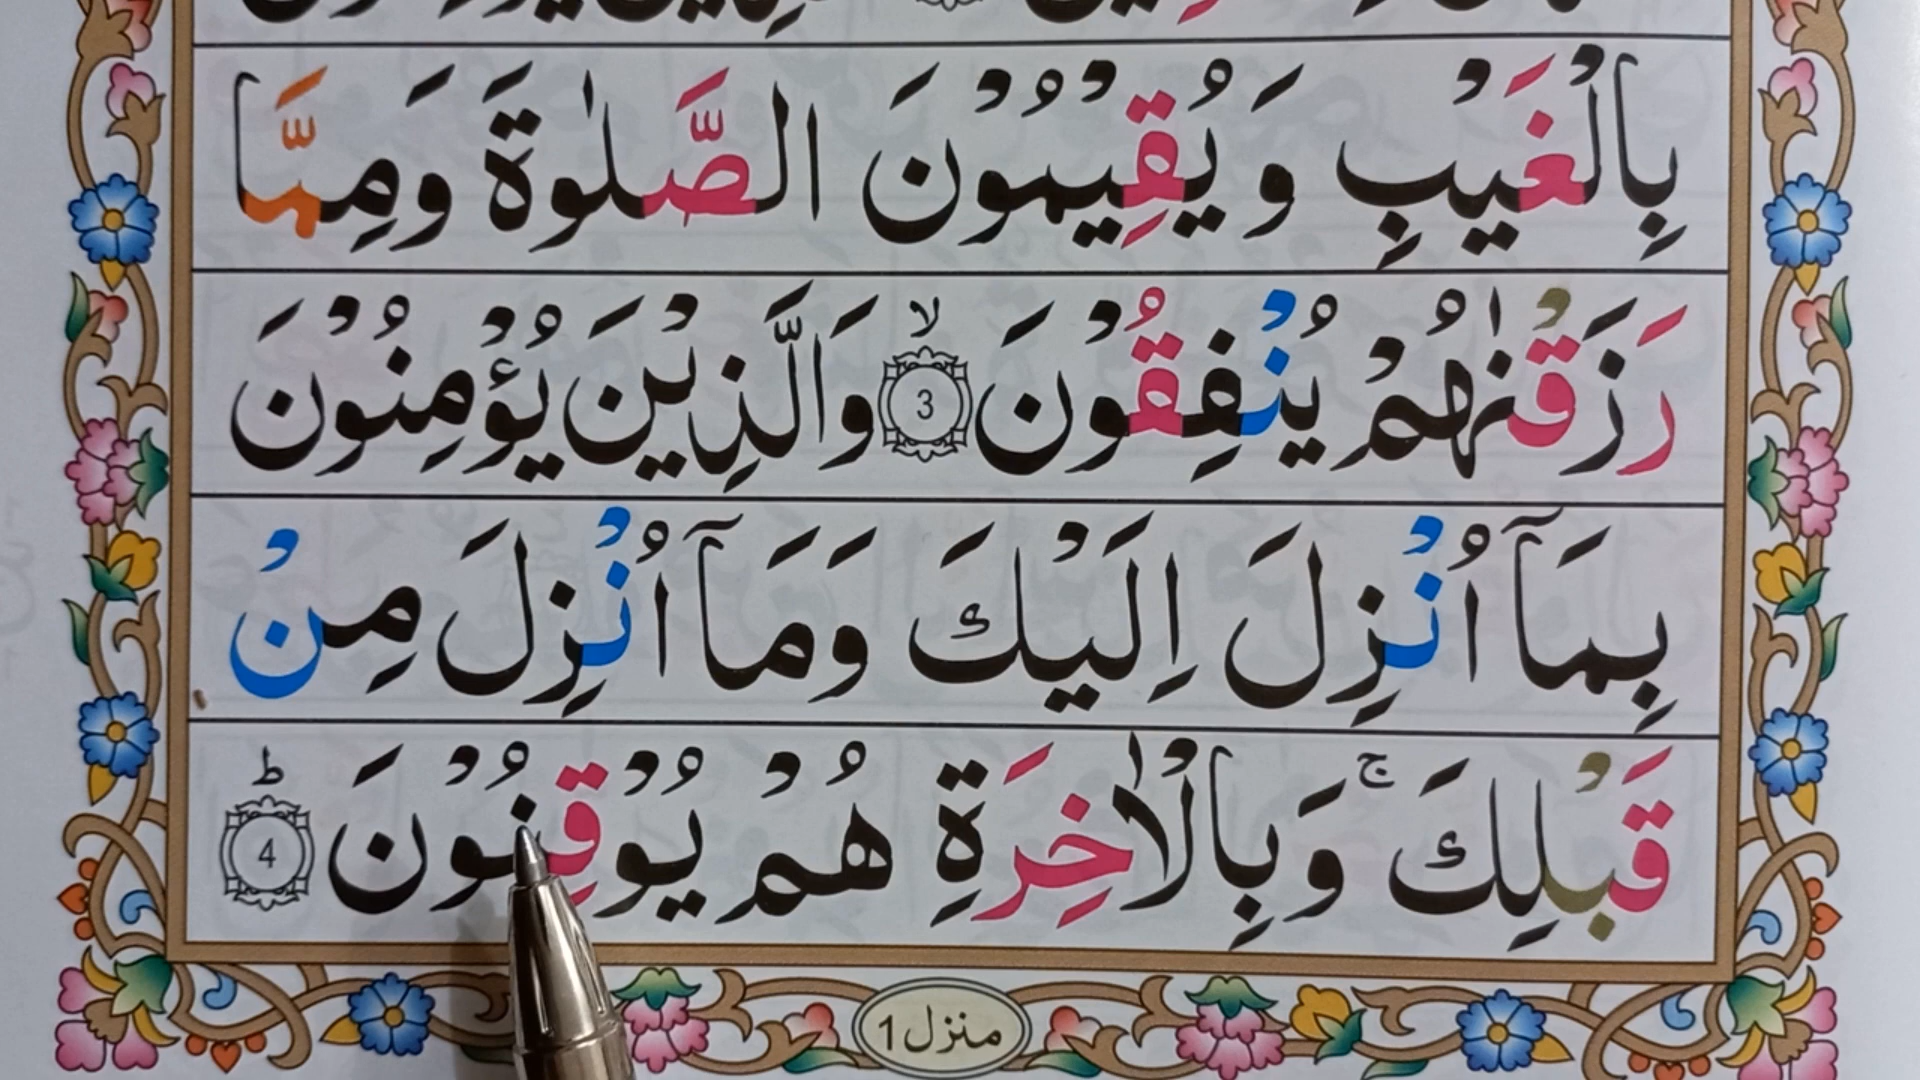 بِالْغَيْبِ وَيُقِيْمُوْنَ الصَّلٰوةَ وَمِمَّا
رَزَقْنٰهُمْ يُنْفِقُوْنَ ۙ 3 وَالَّذِيْنَ يُؤْمِنُوْنَ
بِمَآ اُنْزِلَ اِلَيْكَ وَمَآ اُنْزِلَ مِنْ
قَبْلِكَ ۚ وَبِالْاٰخِرَةِ هُمْ يُوْقِنُوْنَ ؕ 4
منزل 1